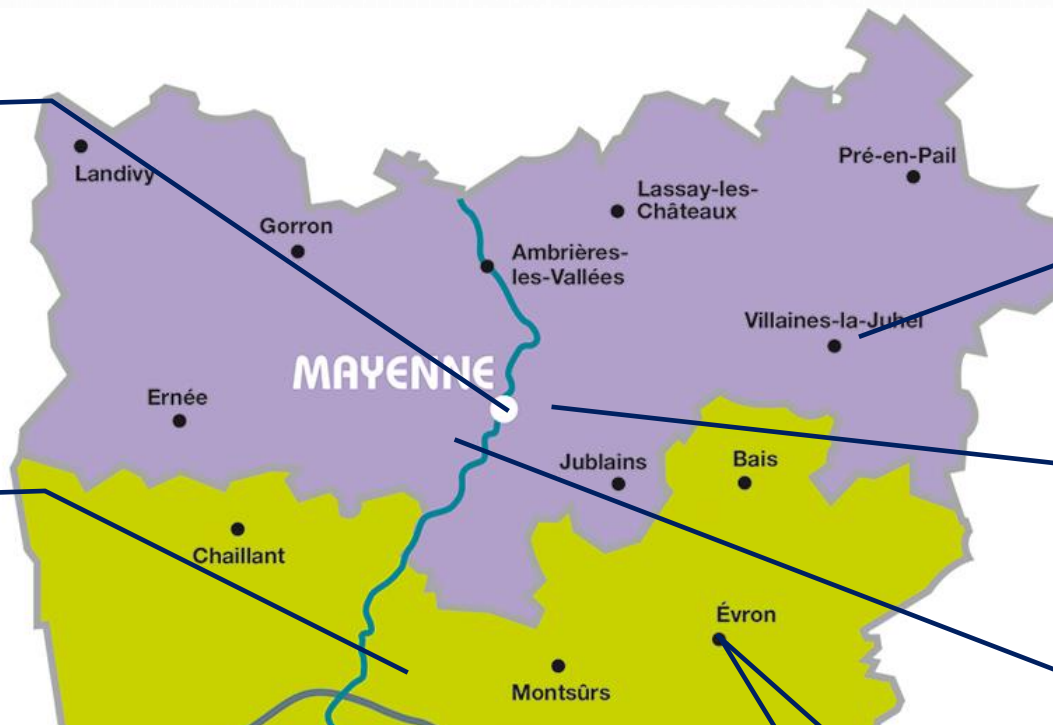 Pré-en-Pail
Landivy
Lassay-les-
Châteaux
Gorron
Ambrières-
les-Vallées
Villaines-la-Juhel
MAYENNE
Ernée
Jublains
Bais
Chaillant
Évron
Montsûrs